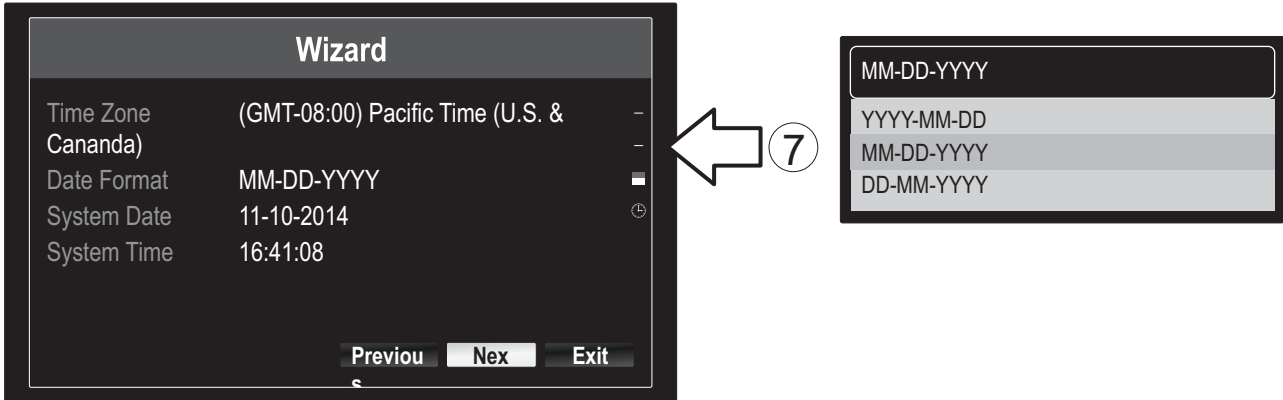 Wizard
Time Zone (GMT-08:00) Pacific Time (U.S. & –
Cananda) –
Date Format MM-DD-YYYY
System Date 11-10-2014
System Time 16:41:08
Previou Nex Exit
s
7
MM-DD-YYYY
YYYY-MM-DD
MM-DD-YYYY
DD-MM-YYYY